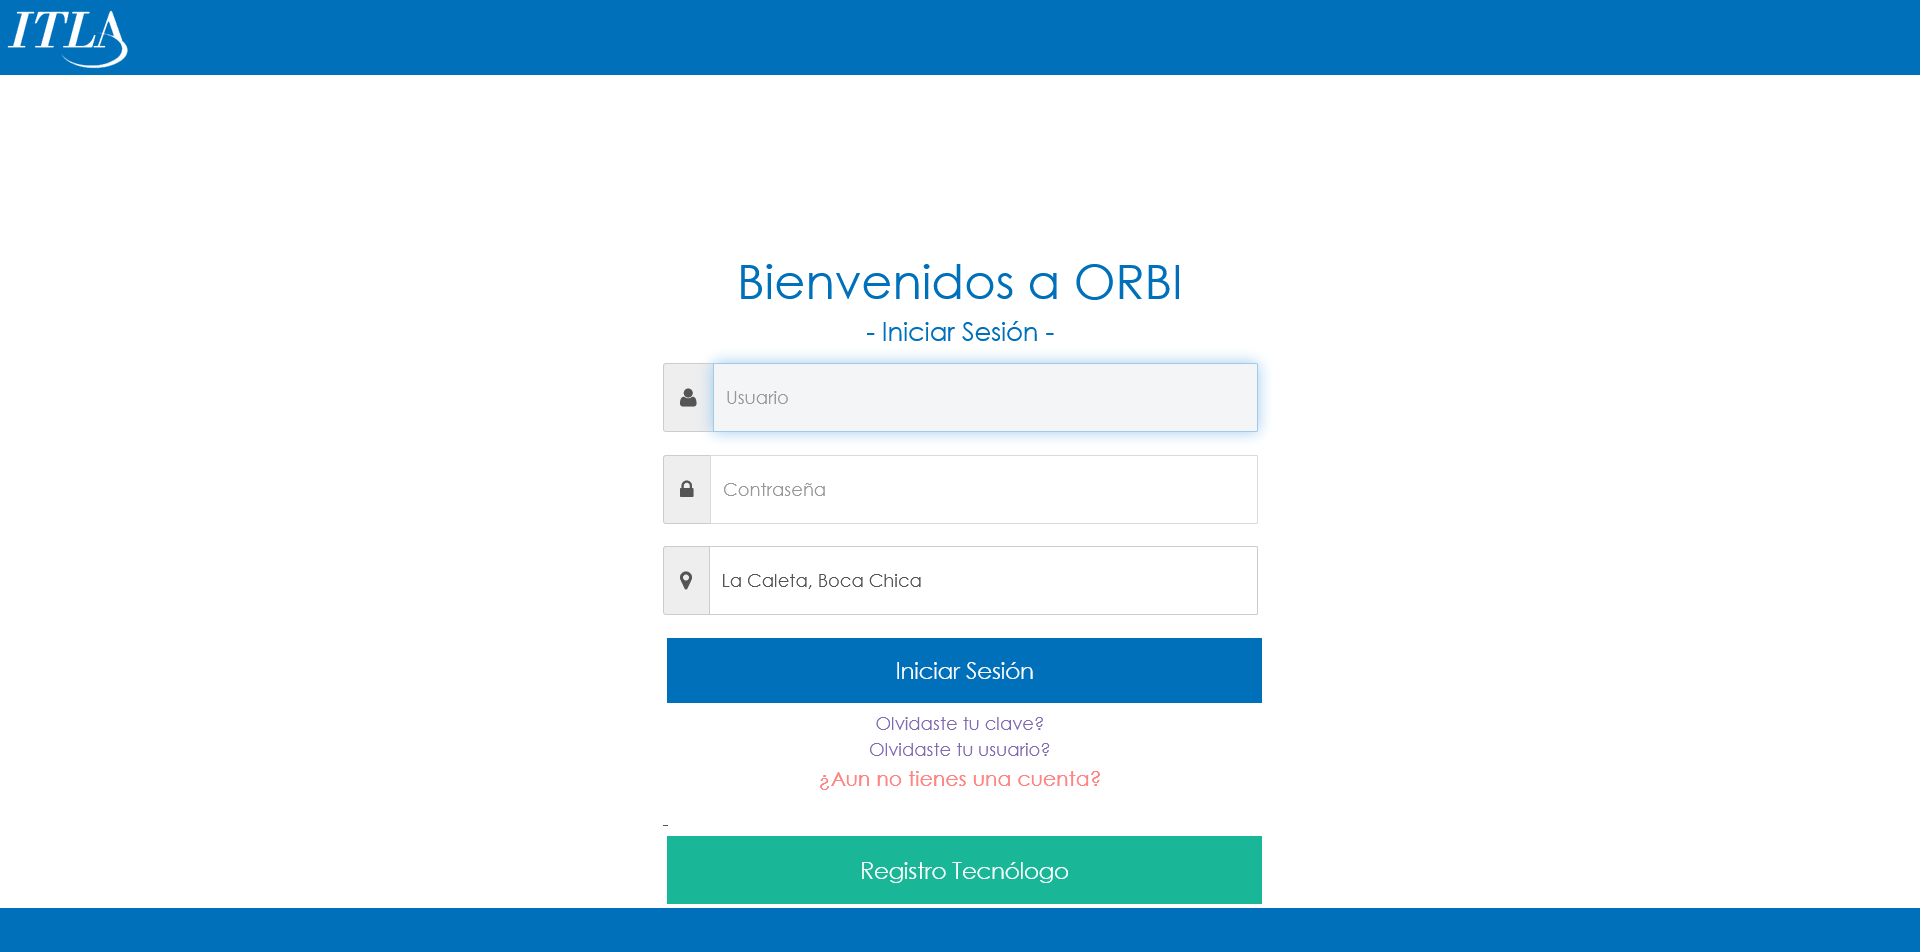 ITLA
Bienvenidos a ORBI
- Iniciar Sesión -
Usuario
Contraseña
La Caleta, Boca Chica
Iniciar Sesión
Olvidaste tu clave?
Olvidaste tu usuario?
¿Aun no tienes una cuenta?
-
Registro Tecnólogo